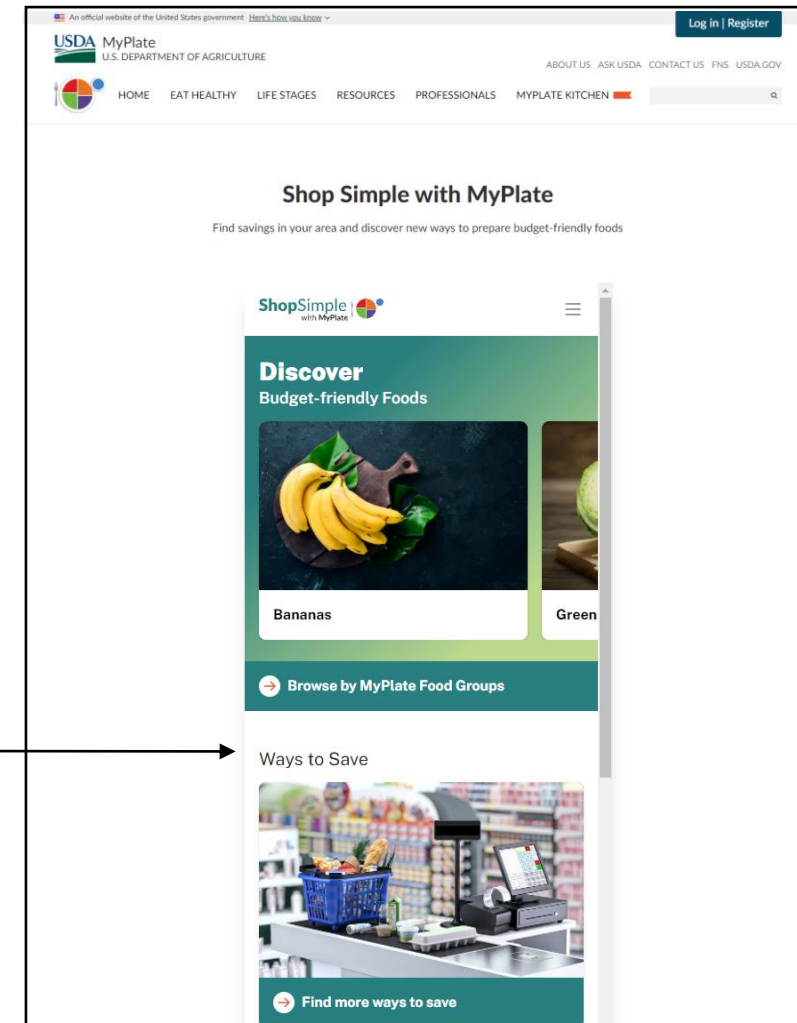 An official website of the United States government Here's how you know
Log in | Register
USDA MyPlate
U.S. DEPARTMENT OF AGRICULTURE
ABOUT US ASK USDA CONTACT US FNS USDA.GOV
HOME EAT HEALTHY LIFE STAGES RESOURCES PROFESSIONALS MYPLATE KITCHEN
Shop Simple with MyPlate
Find savings in your area and discover new ways to prepare budget-friendly foods
ShopSimple
with MyPlate
Discover
Budget-friendly Foods
Bananas Green
Browse by MyPlate Food Groups
Ways to Save
Find more ways to save